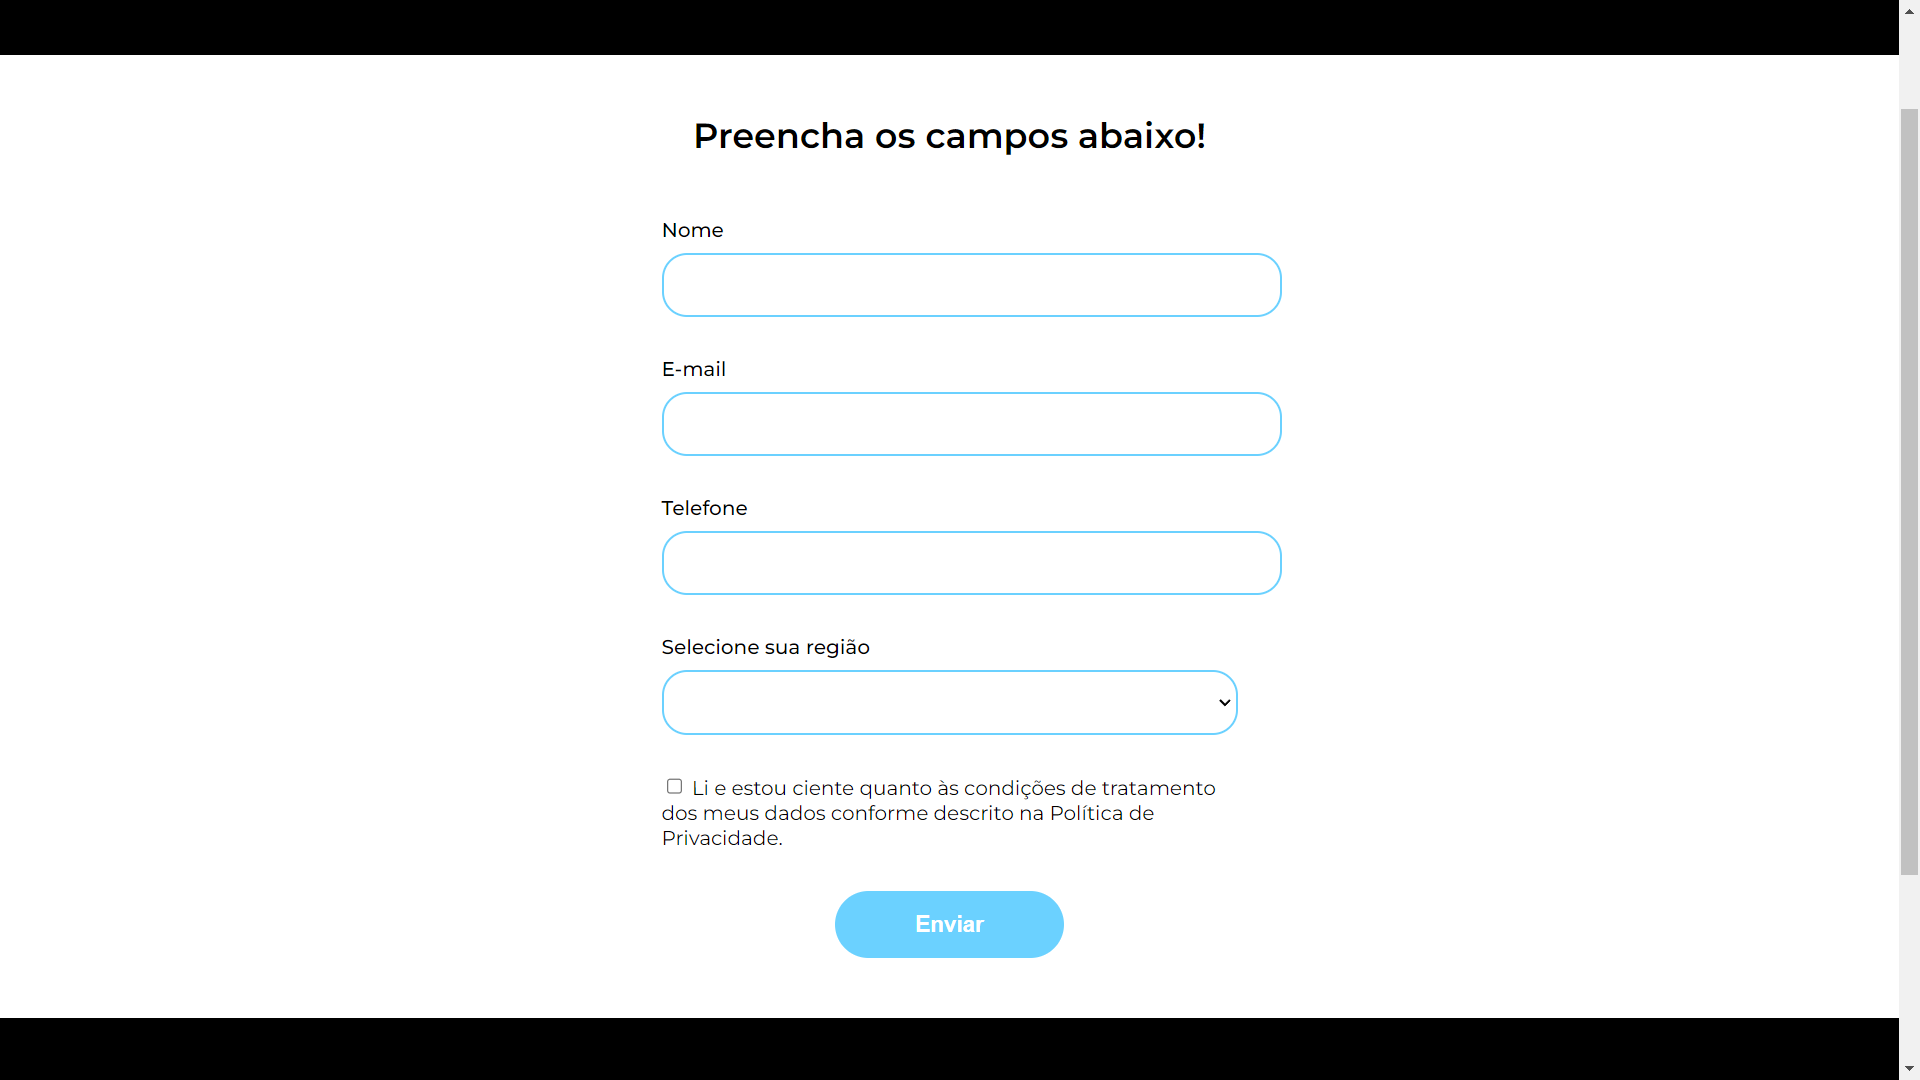 Preencha os campos abaixo!
Nome
E-mail
Telefone
Selecione sua região
Li e estou ciente quanto às condições de tratamento
dos meus dados conforme descrito na Política de
Privacidade.
Enviar